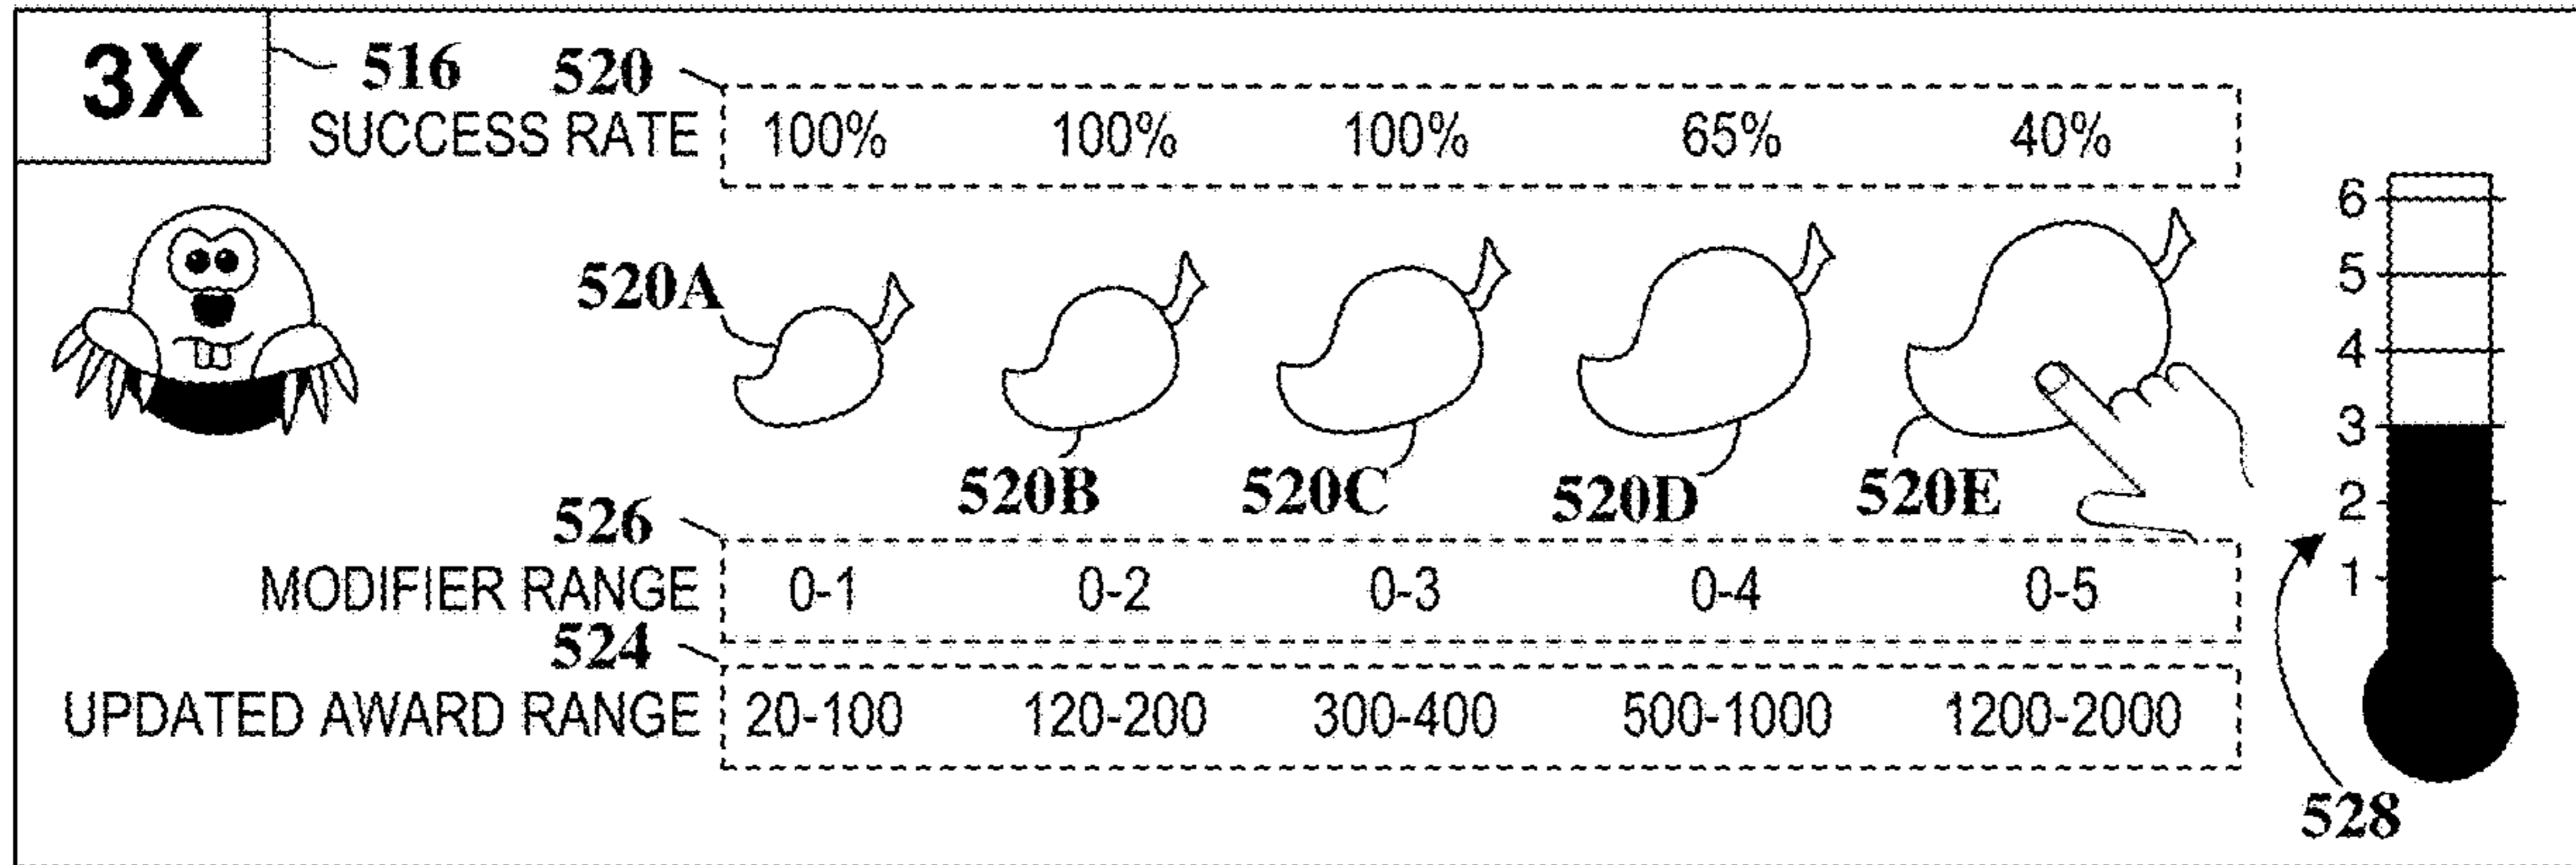 3X
516 520
SUCCESS RATE 100% 100% 100% 65% 40%
520A
520B 520C 520D 520E
6
5
4
3
2
1
526
MODIFIER RANGE 0-1 0-2 0-3 0-4 0-5
524
UPDATED AWARD RANGE 20-100 120-200 300-400 500-1000 1200-2000
528